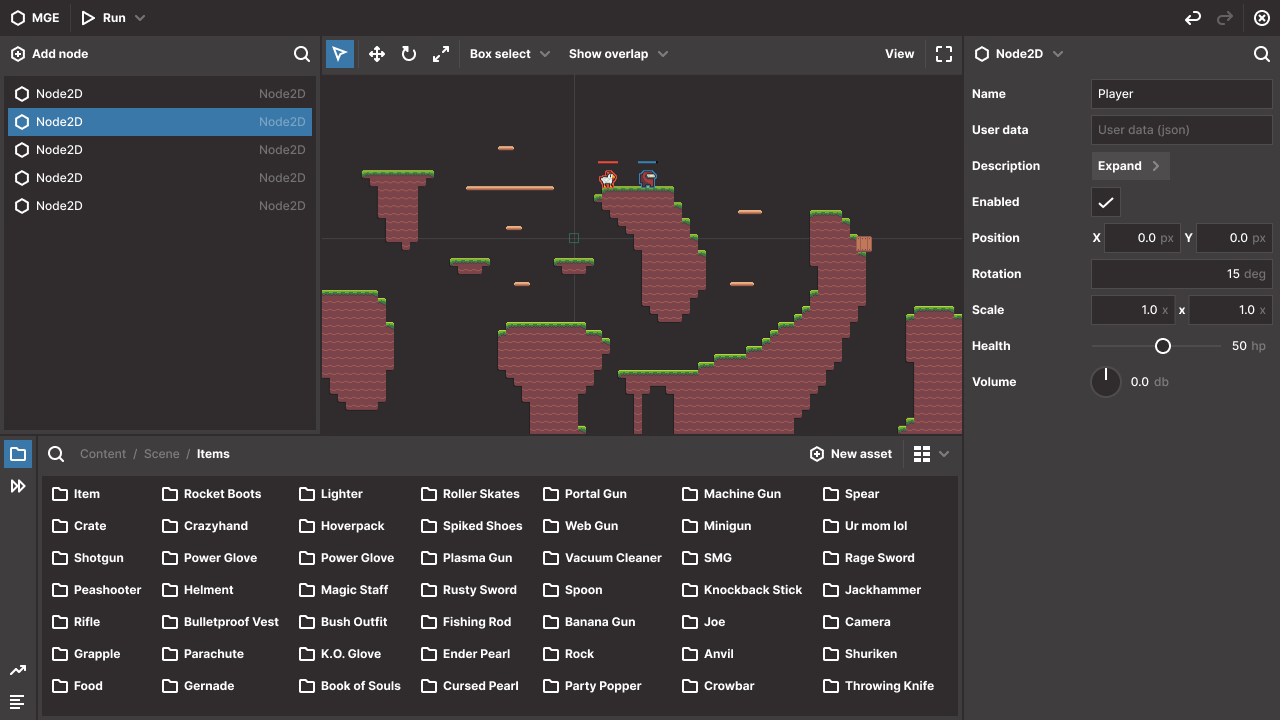 MGE Run
Add node
Box select Show overlap View
Node2D
Node2D Node2D
Node2D Node2D
Node2D Node2D
Node2D Node2D
Node2D Node2D
Name Player
User data User data (json)
Description Expand
Enabled
Position X 0.0 px Y 0.0 px
Rotation 15 deg
Scale 1.0 x x 1.0 x
Health 50 hp
Volume 0.0 db
Content / Scene / Items New asset
Item Rocket Boots Lighter Roller Skates Portal Gun Machine Gun Spear
Crate Crazyhand Hoverpack Spiked Shoes Web Gun Minigun Ur mom lol
Shotgun Power Glove Power Glove Plasma Gun Vacuum Cleaner SMG Rage Sword
Peashooter Helment Magic Staff Rusty Sword Spoon Knockback Stick Jackhammer
Rifle Bulletproof Vest Bush Outfit Fishing Rod Banana Gun Joe Camera
Grapple Parachute K.O. Glove Ender Pearl Rock Anvil Shuriken
Food Gernade Book of Souls Cursed Pearl Party Popper Crowbar Throwing Knife